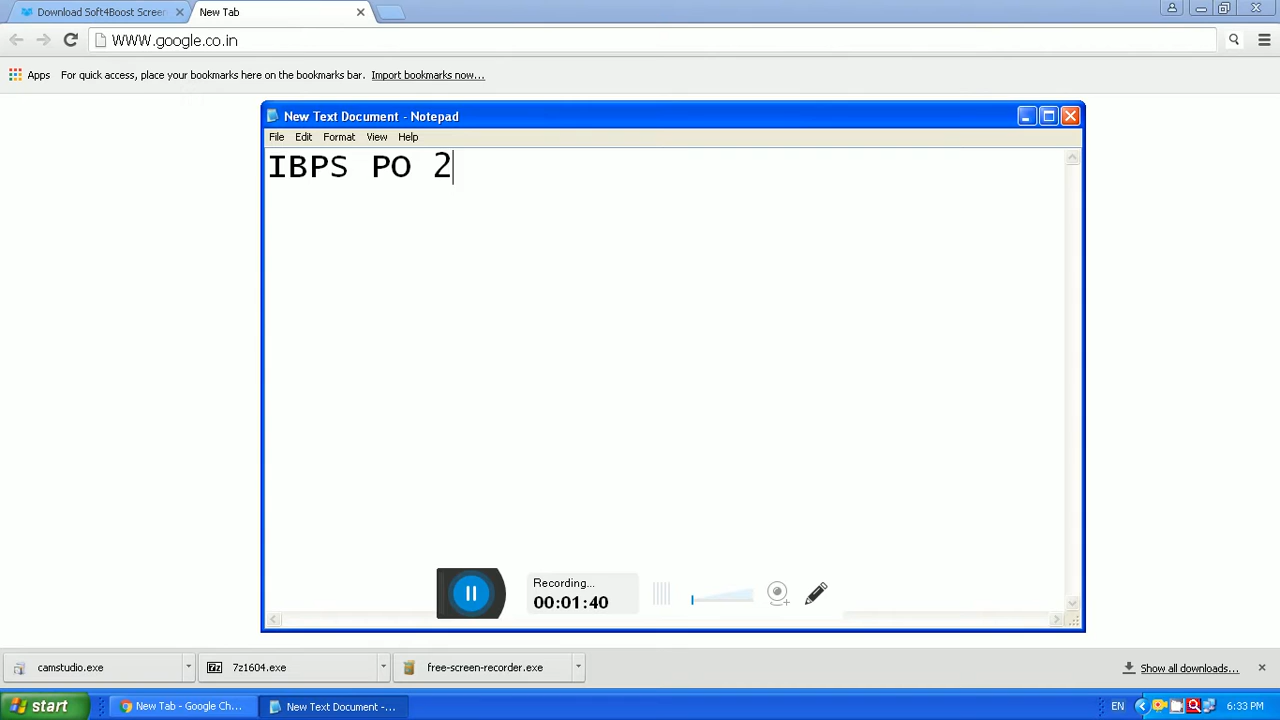 Download Soft4Boost Screen
New Tab
WWW.google.co.in
Apps For quick access, place your bookmarks here on the bookmarks bar. Import bookmarks now...
New Text Document - Notepad
File Edit Format View Help
IBPS PO 2
Recording...
00:01:40
camstudio.exe
7z1604.exe
free-screen-recorder.exe
Show all downloads...
start
New Tab - Google Ch...
New Text Document -...
EN
6:33 PM